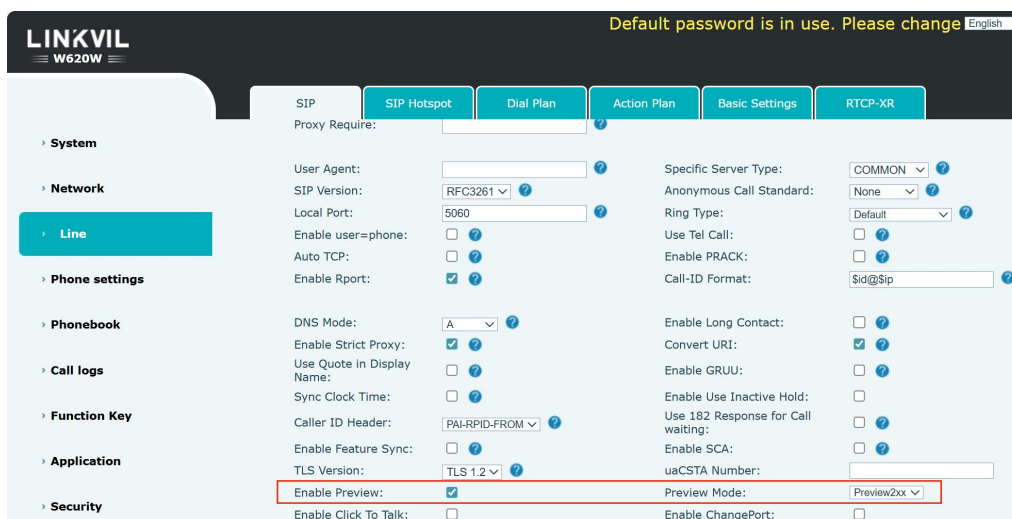 Default password is in use. Please change English
LINKVIL
W620W
SIP SIP Hotspot Dial Plan Action Plan Basic Settings RTCP-XR
› System
› Network
› Line
› Phone settings
› Phonebook
› Call logs
› Function Key
› Application
› Security
Proxy Require: ?
User Agent: ? Specific Server Type: COMMON ?
SIP Version: RFC3261 ? Anonymous Call Standard: None ?
Local Port: 5060 ? Ring Type: Default ?
Enable user=phone: ? Use Tel Call: ?
Auto TCP: ? Enable PRACK: ?
Enable Rport: ? Call-ID Format: $id@$ip ?
DNS Mode: A ? Enable Long Contact: ?
Enable Strict Proxy: ? Convert URI: ?
Use Quote in Display
Name: ? Enable GRUU: ?
Sync Clock Time: ? Enable Use Inactive Hold:
Caller ID Header: PAI-RPID-FROM ? Use 182 Response for Call
waiting: ?
Enable Feature Sync: ? Enable SCA: ?
TLS Version: TLS 1.2 ? uaCSTA Number:
Enable Preview: Preview Mode: Preview2xx
Enable Click To Talk: Enable ChangePort: